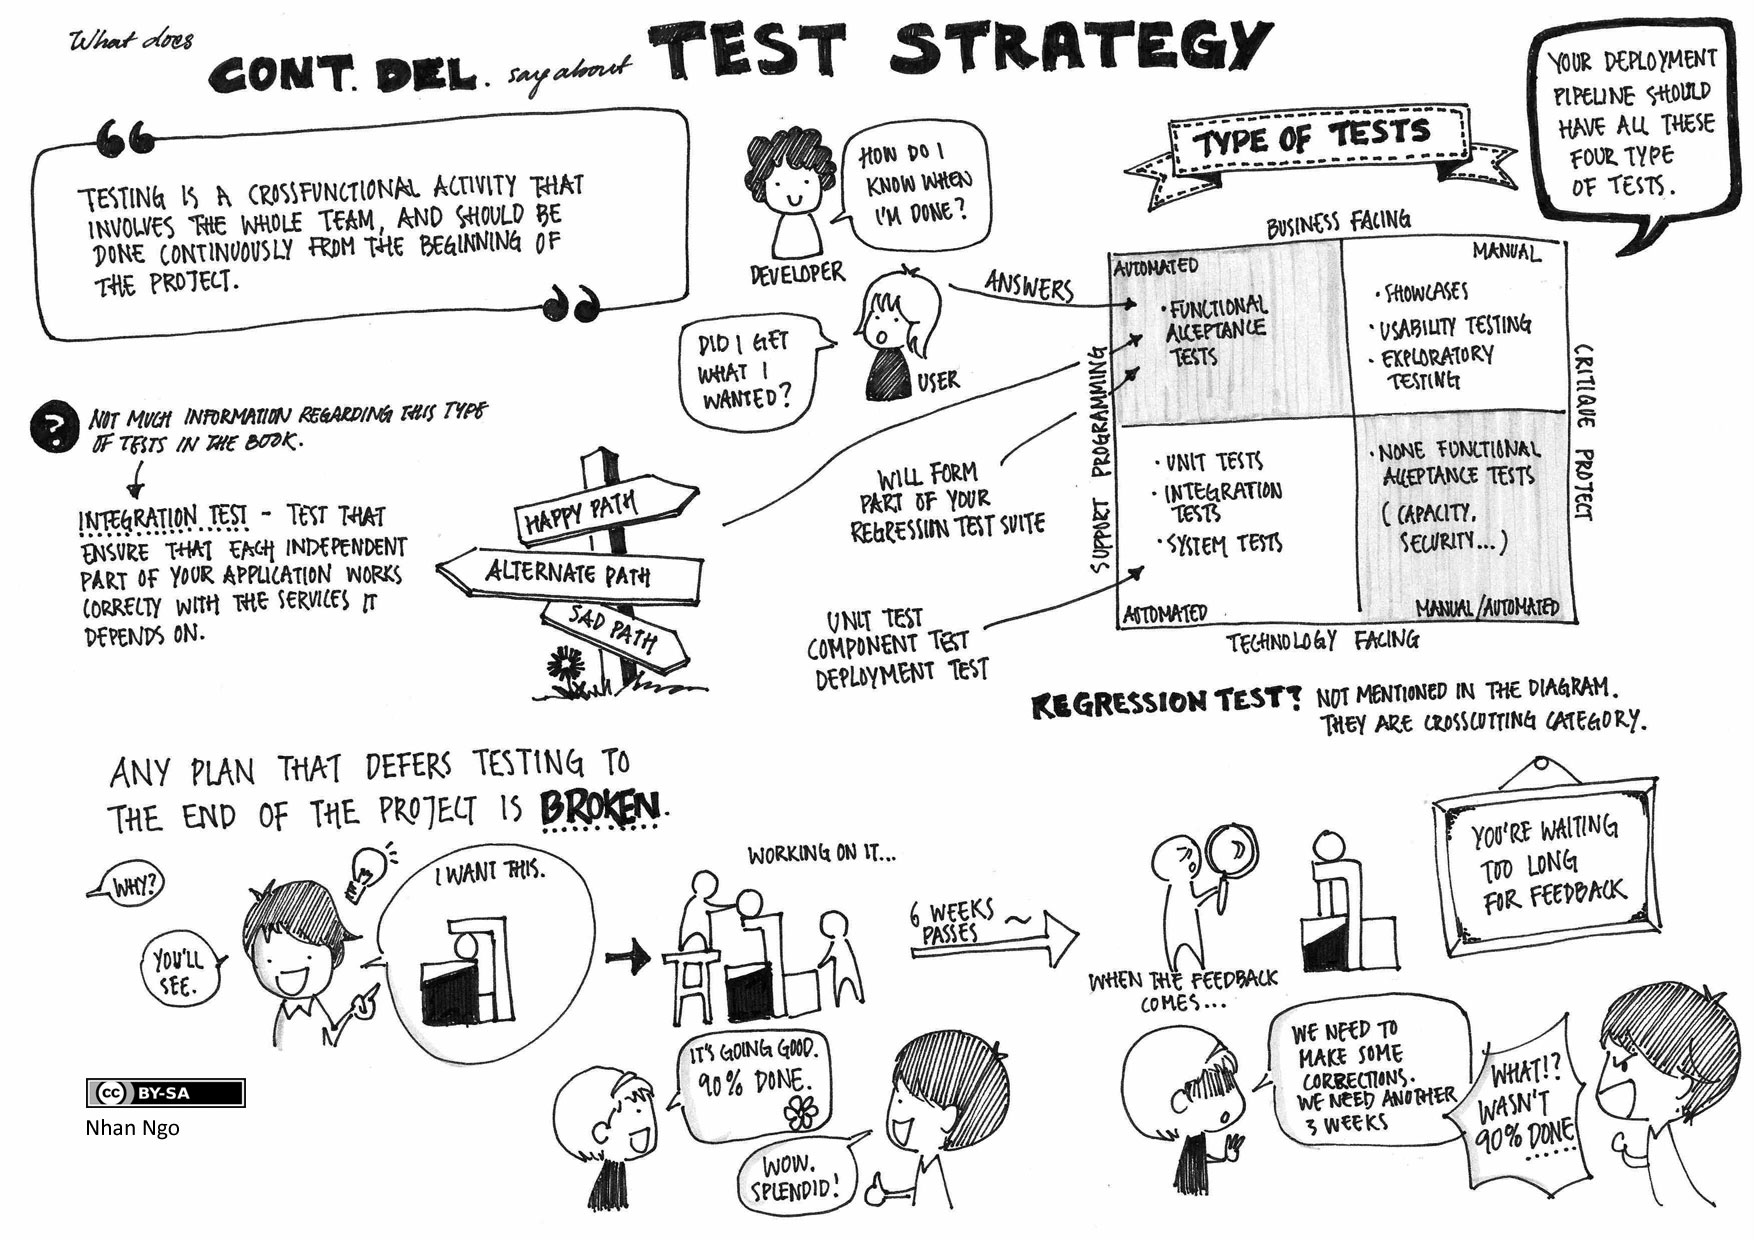 What does
CONT. DEL. say about
TEST STRATEGY
YOUR DEPLOYMENT
PIPELINE SHOULD
HAVE ALL THESE
FOUR TYPE
OF TESTS.
TESTING IS A CROSSFUNCTIONAL ACTIVITY THAT
INVOLVES THE WHOLE TEAM, AND SHOULD BE
DONE CONTINUOUSLY FROM THE BEGINNING OF
THE PROJECT.
HOW DO I
KNOW WHEN
I'M DONE?
DEVELOPER
DID I GET
WHAT I
WANTED?
USER
ANSWERS
TYPE OF TESTS
BUSINESS FACING
AUTOMATED
• FUNCTIONAL
ACCEPTANCE
TESTS
MANUAL
• SHOWCASES
• USABILITY TESTING
• EXPLORATORY
TESTING
SUPPORT PROGRAMMING
CRITIQUE PROJECT
• UNIT TESTS
• INTEGRATION
TESTS
• SYSTEM TESTS
AUTOMATED
• NONE FUNCTIONAL
ACCEPTANCE TESTS
(CAPACITY,
SECURITY...)
MANUAL/AUTOMATED
TECHNOLOGY FACING
?
NOT MUCH INFORMATION REGARDING THIS TYPE
OF TESTS IN THE BOOK.
INTEGRATION TEST - TEST THAT
ENSURE THAT EACH INDEPENDENT
PART OF YOUR APPLICATION WORKS
CORRECLTY WITH THE SERVICES IT
DEPENDS ON.
HAPPY PATH
ALTERNATE PATH
SAD PATH
WILL FORM
PART OF YOUR
REGRESSION TEST SUITE
UNIT TEST
COMPONENT TEST
DEPLOYMENT TEST
REGRESSION TEST? NOT MENTIONED IN THE DIAGRAM.
THEY ARE CROSSCUTTING CATEGORY.
ANY PLAN THAT DEFERS TESTING TO
THE END OF THE PROJECT IS BROKEN.
WHY?
YOU'LL
SEE.
I WANT THIS.
WORKING ON IT...
6 WEEKS ~
PASSES
WHEN THE FEEDBACK
COMES...
YOU'RE WAITING
TOO LONG
FOR FEEDBACK
IT'S GOING GOOD.
90% DONE.
WOW.
SPLENDID!
WE NEED TO
MAKE SOME
CORRECTIONS.
WE NEED ANOTHER
3 WEEKS
WHAT!?
WASN'T
90% DONE
cc BY-SA
Nhan Ngo